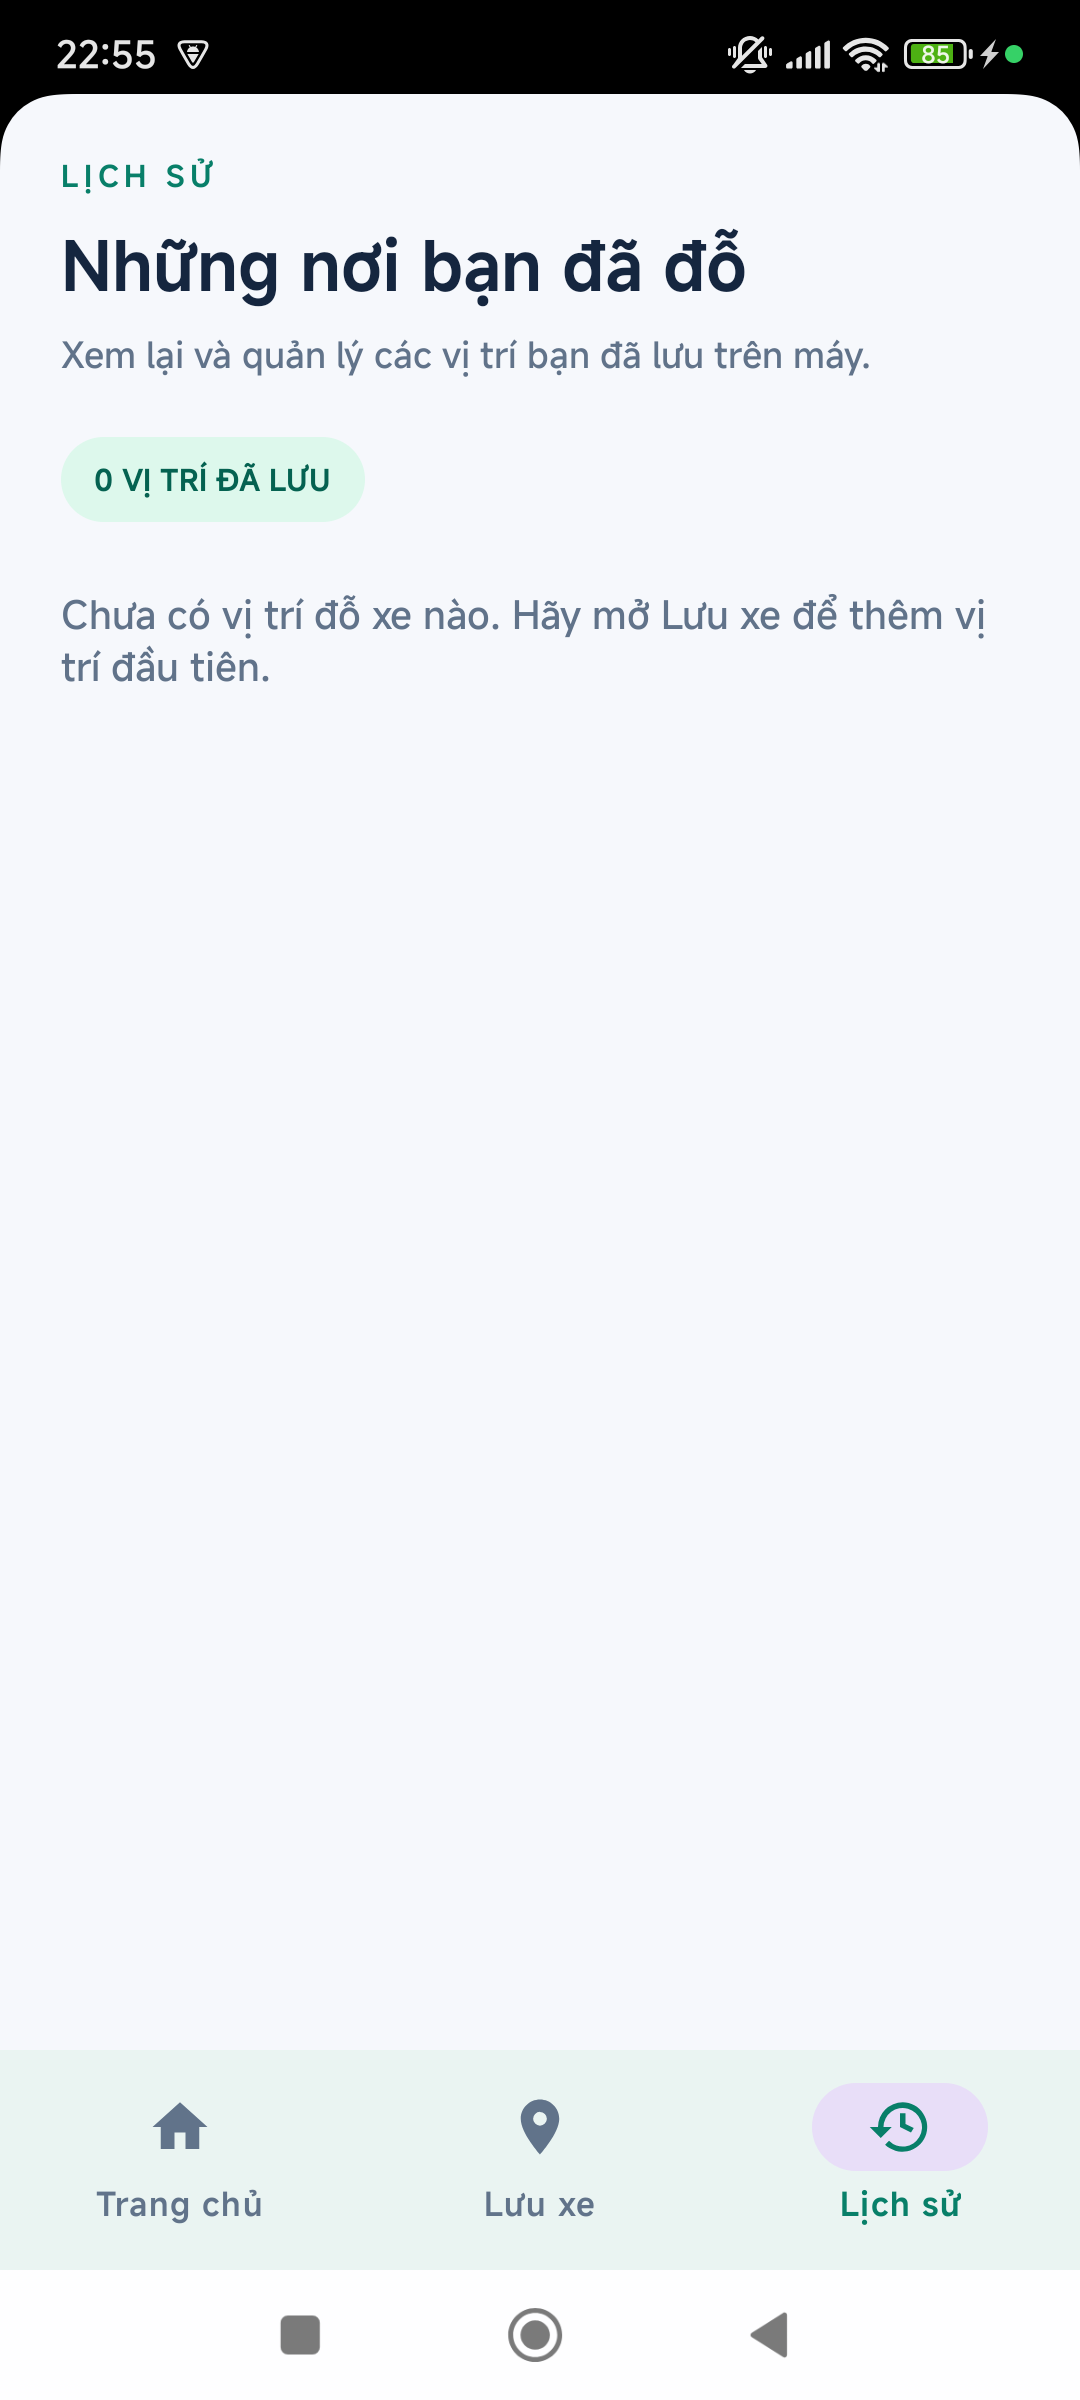 22:55
85
LỊCH SỬ
Những nơi bạn đã đỗ
Xem lại và quản lý các vị trí bạn đã lưu trên máy.
0 VỊ TRÍ ĐÃ LƯU
Chưa có vị trí đỗ xe nào. Hãy mở Lưu xe để thêm vị
trí đầu tiên.
Trang chủ
Lưu xe
Lịch sử